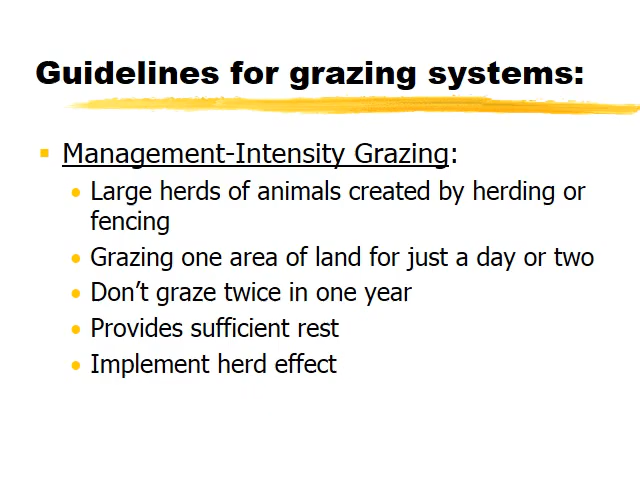 Guidelines for grazing systems:
Management-Intensity Grazing:
Large herds of animals created by herding or
fencing
Grazing one area of land for just a day or two
Don't graze twice in one year
Provides sufficient rest
Implement herd effect